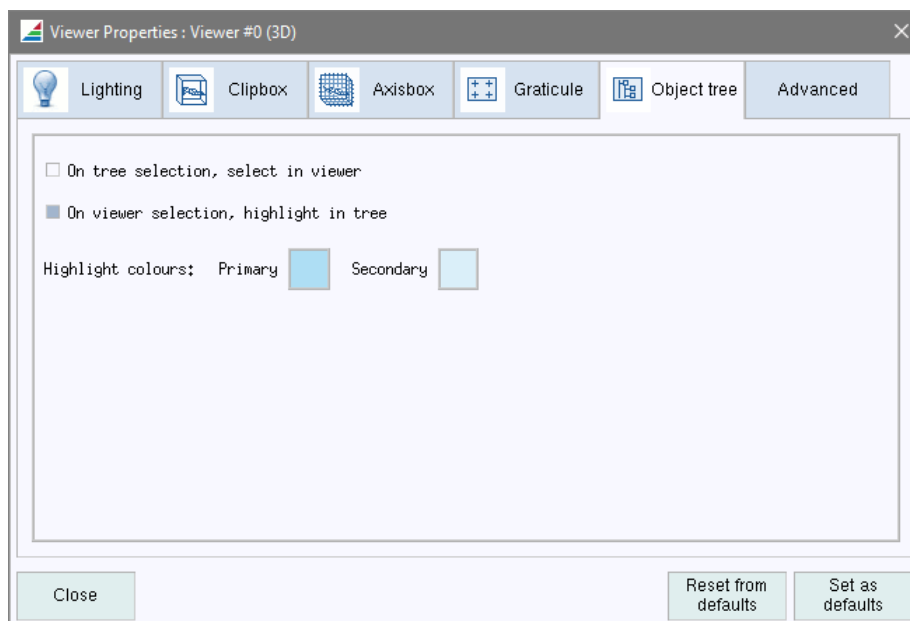 Viewer Properties : Viewer #0 (3D)
Lighting
Clipbox
Axisbox
Graticule
Object tree
Advanced
On tree selection, select in viewer
On viewer selection, highlight in tree
Highlight colours: Primary Secondary
Close
Reset from
defaults
Set as
defaults